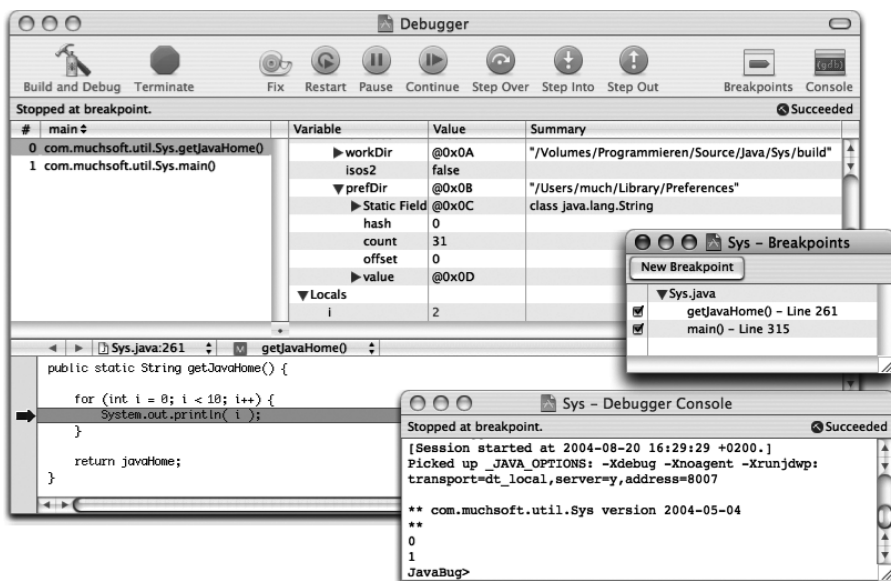 Debugger
Build and Debug Terminate Fix Restart Pause Continue Step Over Step Into Step Out Breakpoints Console
(gdb)
Stopped at breakpoint. Succeeded
# main
0 com.muchsoft.util.Sys.getJavaHome()
1 com.muchsoft.util.Sys.main()
Variable Value Summary
workDir @0x0A "/Volumes/Programmieren/Source/Java/Sys/build"
isos2 false
prefDir @0x0B "/Users/much/Library/Preferences"
Static Field @0x0C class java.lang.String
hash 0
count 31
offset 0
value @0x0D
Locals
i 2
Sys – Breakpoints
New Breakpoint
Sys.java
getJavaHome() – Line 261
main() – Line 315
Sys.java:261 M getJavaHome()
public static String getJavaHome() {
for (int i = 0; i < 10; i++) {
System.out.println( i );
}
return javaHome;
}
Sys – Debugger Console
Stopped at breakpoint. Succeeded
[Session started at 2004-08-20 16:29:29 +0200.]
Picked up _JAVA_OPTIONS: -Xdebug -Xnoagent -Xrunjdwp:
transport=dt_local,server=y,address=8007
** com.muchsoft.util.Sys version 2004-05-04
**
0
1
JavaBug>